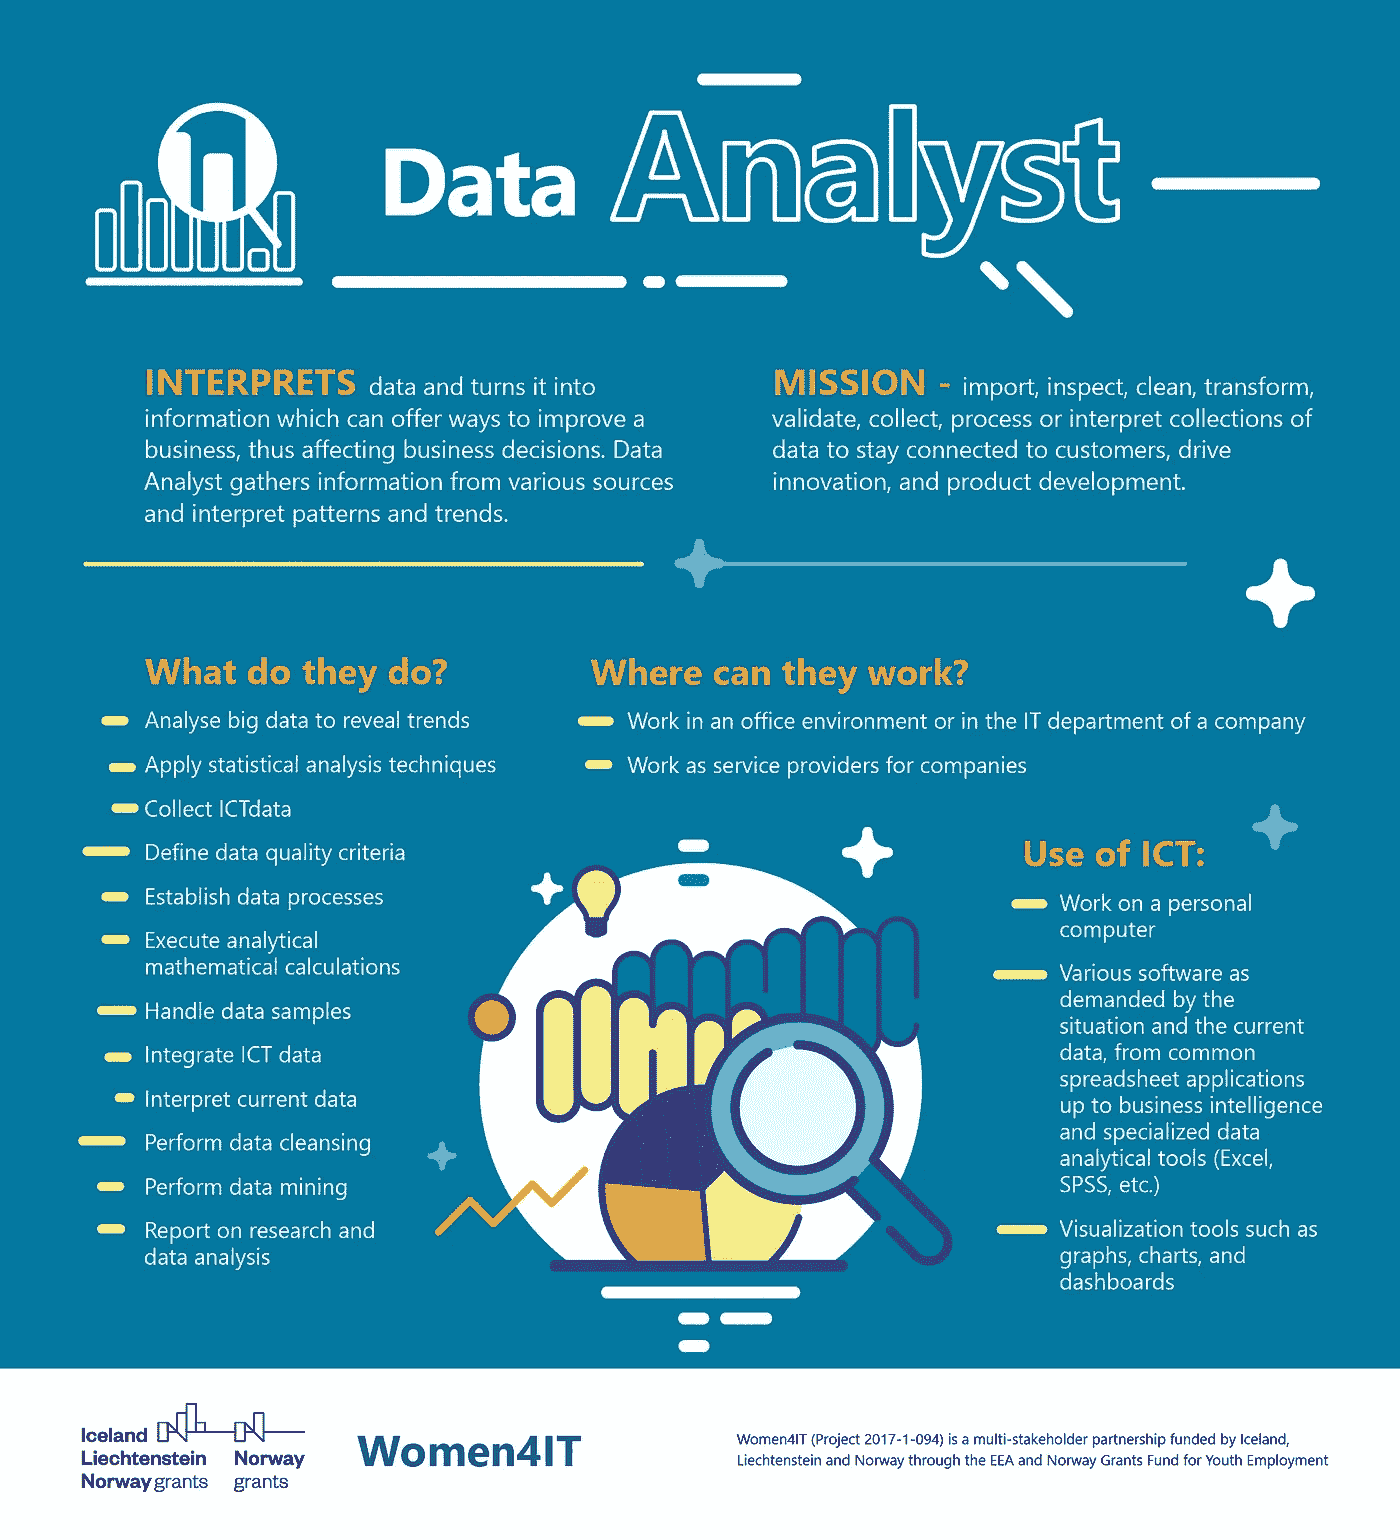 Data Analyst
INTERPRETS data and turns it into
information which can offer ways to improve a
business, thus affecting business decisions. Data
Analyst gathers information from various sources
and interpret patterns and trends.
MISSION - import, inspect, clean, transform,
validate, collect, process or interpret collections of
data to stay connected to customers, drive
innovation, and product development.
What do they do?
Analyse big data to reveal trends
Apply statistical analysis techniques
Collect ICTdata
Define data quality criteria
Establish data processes
Execute analytical
mathematical calculations
Handle data samples
Integrate ICT data
Interpret current data
Perform data cleansing
Perform data mining
Report on research and
data analysis
Where can they work?
Work in an office environment or in the IT department of a company
Work as service providers for companies
Use of ICT:
Work on a personal
computer
Various software as
demanded by the
situation and the current
data, from common
spreadsheet applications
up to business intelligence
and specialized data
analytical tools (Excel,
SPSS, etc.)
Visualization tools such as
graphs, charts, and
dashboards
Iceland
Liechtenstein
Norway grants
Norway
grants
Women4IT
Women4IT (Project 2017-1-094) is a multi-stakeholder partnership funded by Iceland,
Liechtenstein and Norway through the EEA and Norway Grants Fund for Youth Employment